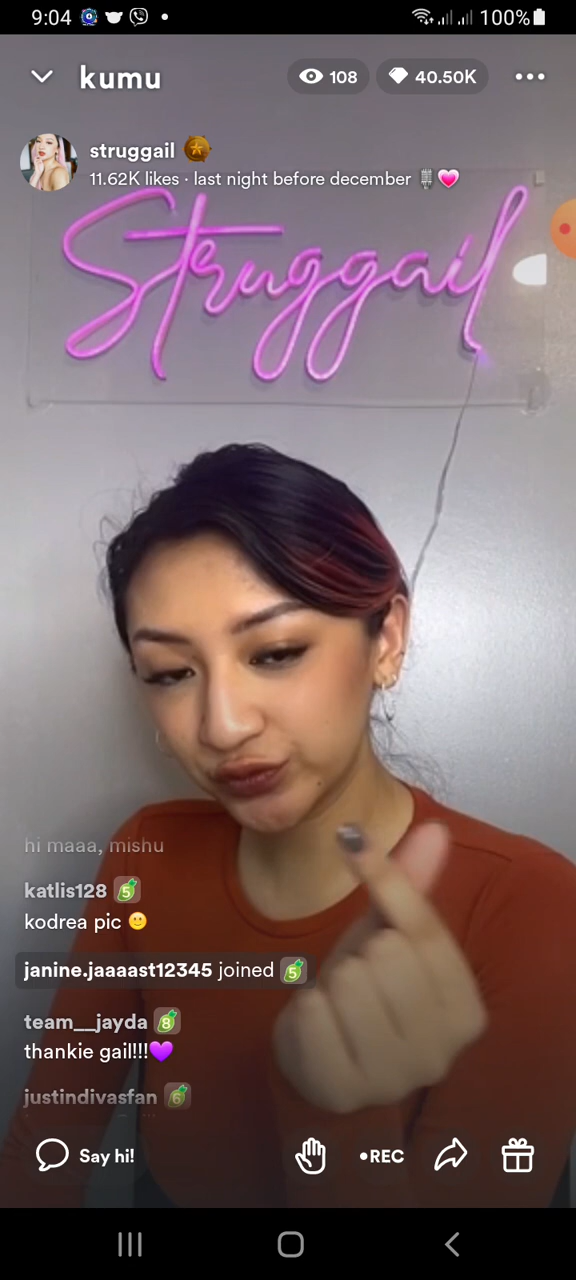 9:04
100%
kumu
108
40.50K
struggail
11.62K likes · last night before december 🎙️💗
Struggail
hi maaa, mishu
katlis128 5
kodrea pic 🙂
janine.jaaaast12345 joined 5
team__jayda 8
thankie gail!!!💜
justindivasfan 6
Say hi!
•REC